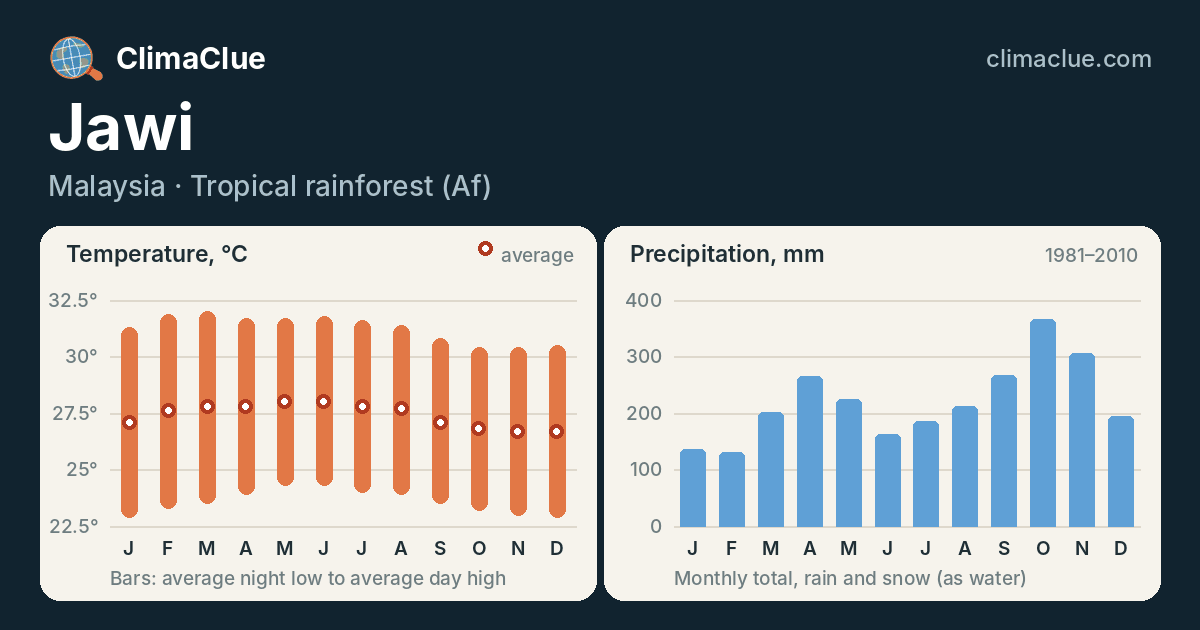 ClimaClue
climaclue.com
Jawi
Malaysia · Tropical rainforest (Af)
Temperature, °C
average
32.5°
30°
27.5°
25°
22.5°
J F M A M J J A S O N D
Bars: average night low to average day high
Precipitation, mm
1981–2010
400
300
200
100
0
J F M A M J J A S O N D
Monthly total, rain and snow (as water)